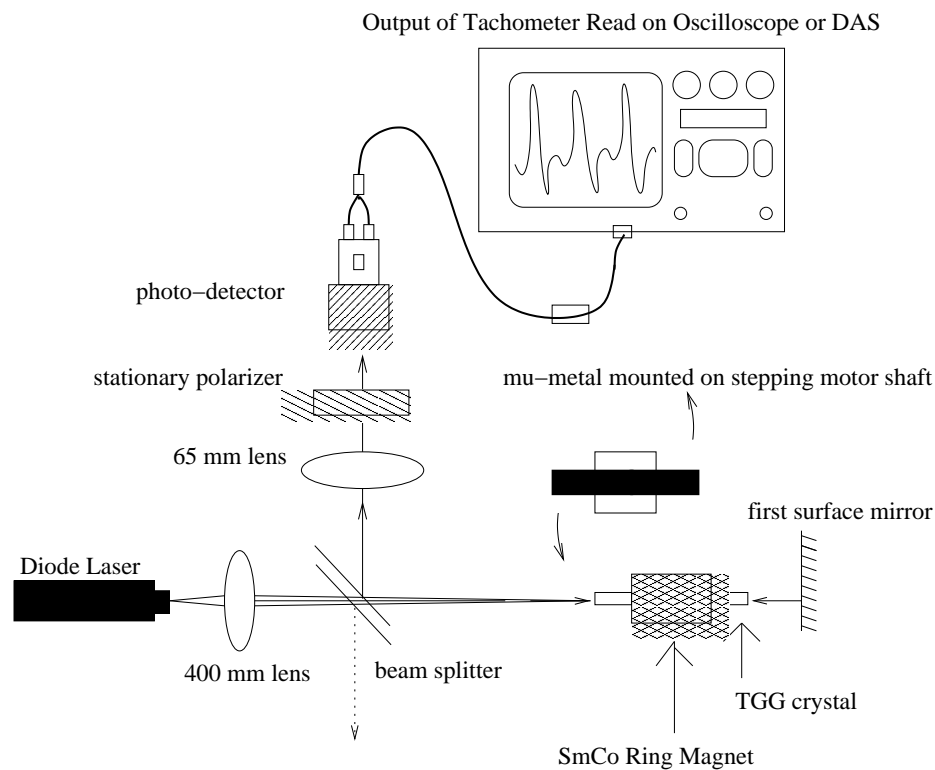 Output of Tachometer Read on Oscilloscope or DAS
photo−detector
stationary polarizer
mu−metal mounted on stepping motor shaft
65 mm lens
first surface mirror
Diode Laser
400 mm lens
beam splitter
TGG crystal
SmCo Ring Magnet